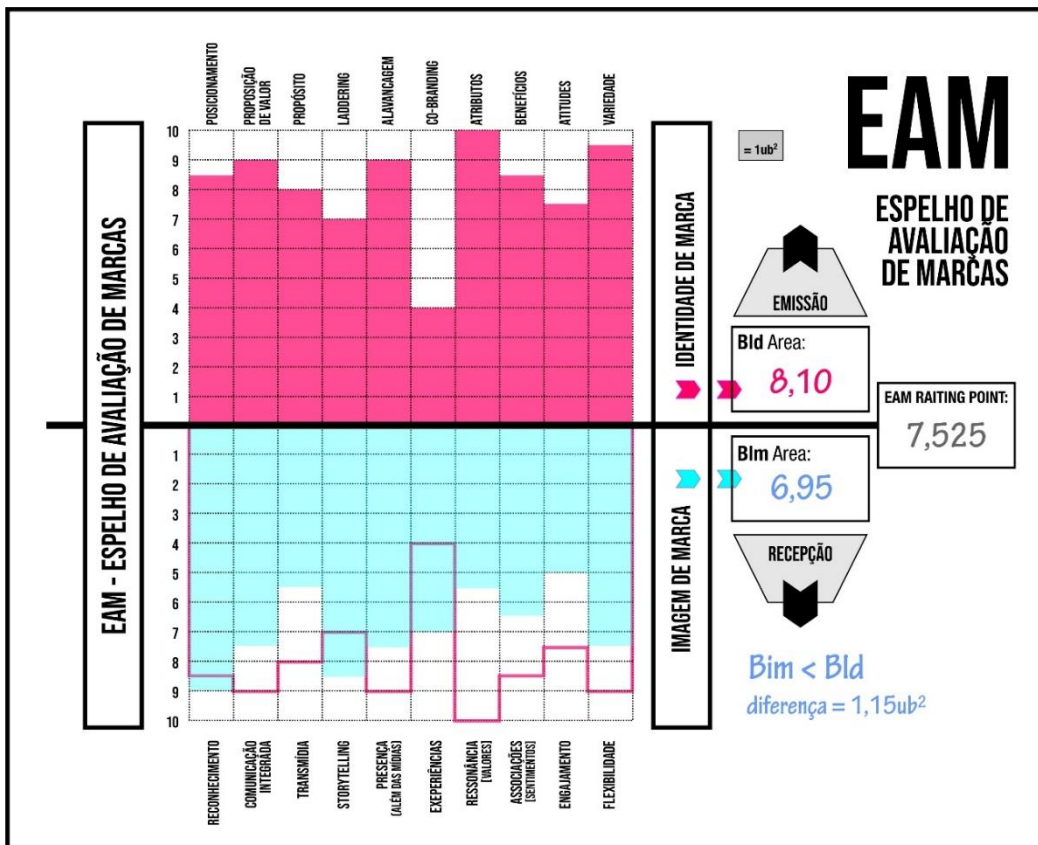 EAM - ESPELHO DE AVALIAÇÃO DE MARCAS
POSICIONAMENTO
PROPOSIÇÃO
DE VALOR
PROPÓSITO
LADDERING
ALAVANCAGEM
CO-BRANDING
ATRIBUTOS
BENEFÍCIOS
ATITUDES
VARIEDADE
10
9
8
7
6
5
4
3
2
1
1
2
3
4
5
6
7
8
9
10
RECONHECIMENTO
COMUNICAÇÃO
INTEGRADA
TRANSMÍDIA
STORYTELLING
PRESENÇA
(ALÉM DAS MÍDIAS)
EXEPERIÊNCIAS
RESSONÂNCIA
[VALORES]
ASSOCIAÇÕES
[SENTIMENTOS]
ENGAJAMENTO
FLEXIBILIDADE
IDENTIDADE DE MARCA
IMAGEM DE MARCA
= 1ub²
EAM
ESPELHO DE
AVALIAÇÃO
DE MARCAS
EMISSÃO
BId Area:
8,10
EAM RAITING POINT:
7,525
BIm Area:
6,95
RECEPÇÃO
Bim < BId
diferença = 1,15ub²